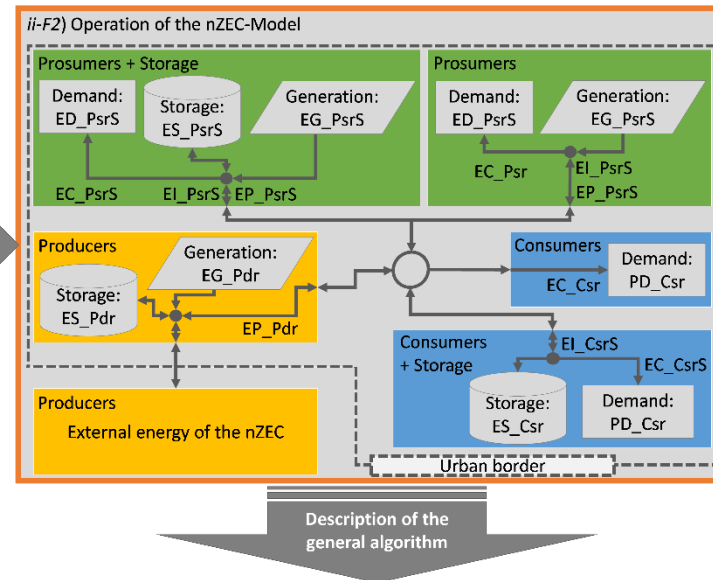 ii-F2) Operation of the nZEC-Model
Prosumers + Storage
Demand:
ED_PsrS
Storage:
ES_PsrS
Generation:
EG_PsrS
EC_PsrS
EI_PsrS
EP_PsrS
Prosumers
Demand:
ED_PsrS
Generation:
EG_PsrS
EC_Psr
EI_PsrS
EP_PsrS
Producers
Generation:
EG_Pdr
Storage:
ES_Pdr
EP_Pdr
Consumers
Demand:
PD_Csr
EC_Csr
Consumers
+ Storage
EI_CsrS
EC_CsrS
Storage:
ES_Csr
Demand:
PD_Csr
Producers
External energy of the nZEC
Urban border
Description of the
general algorithm